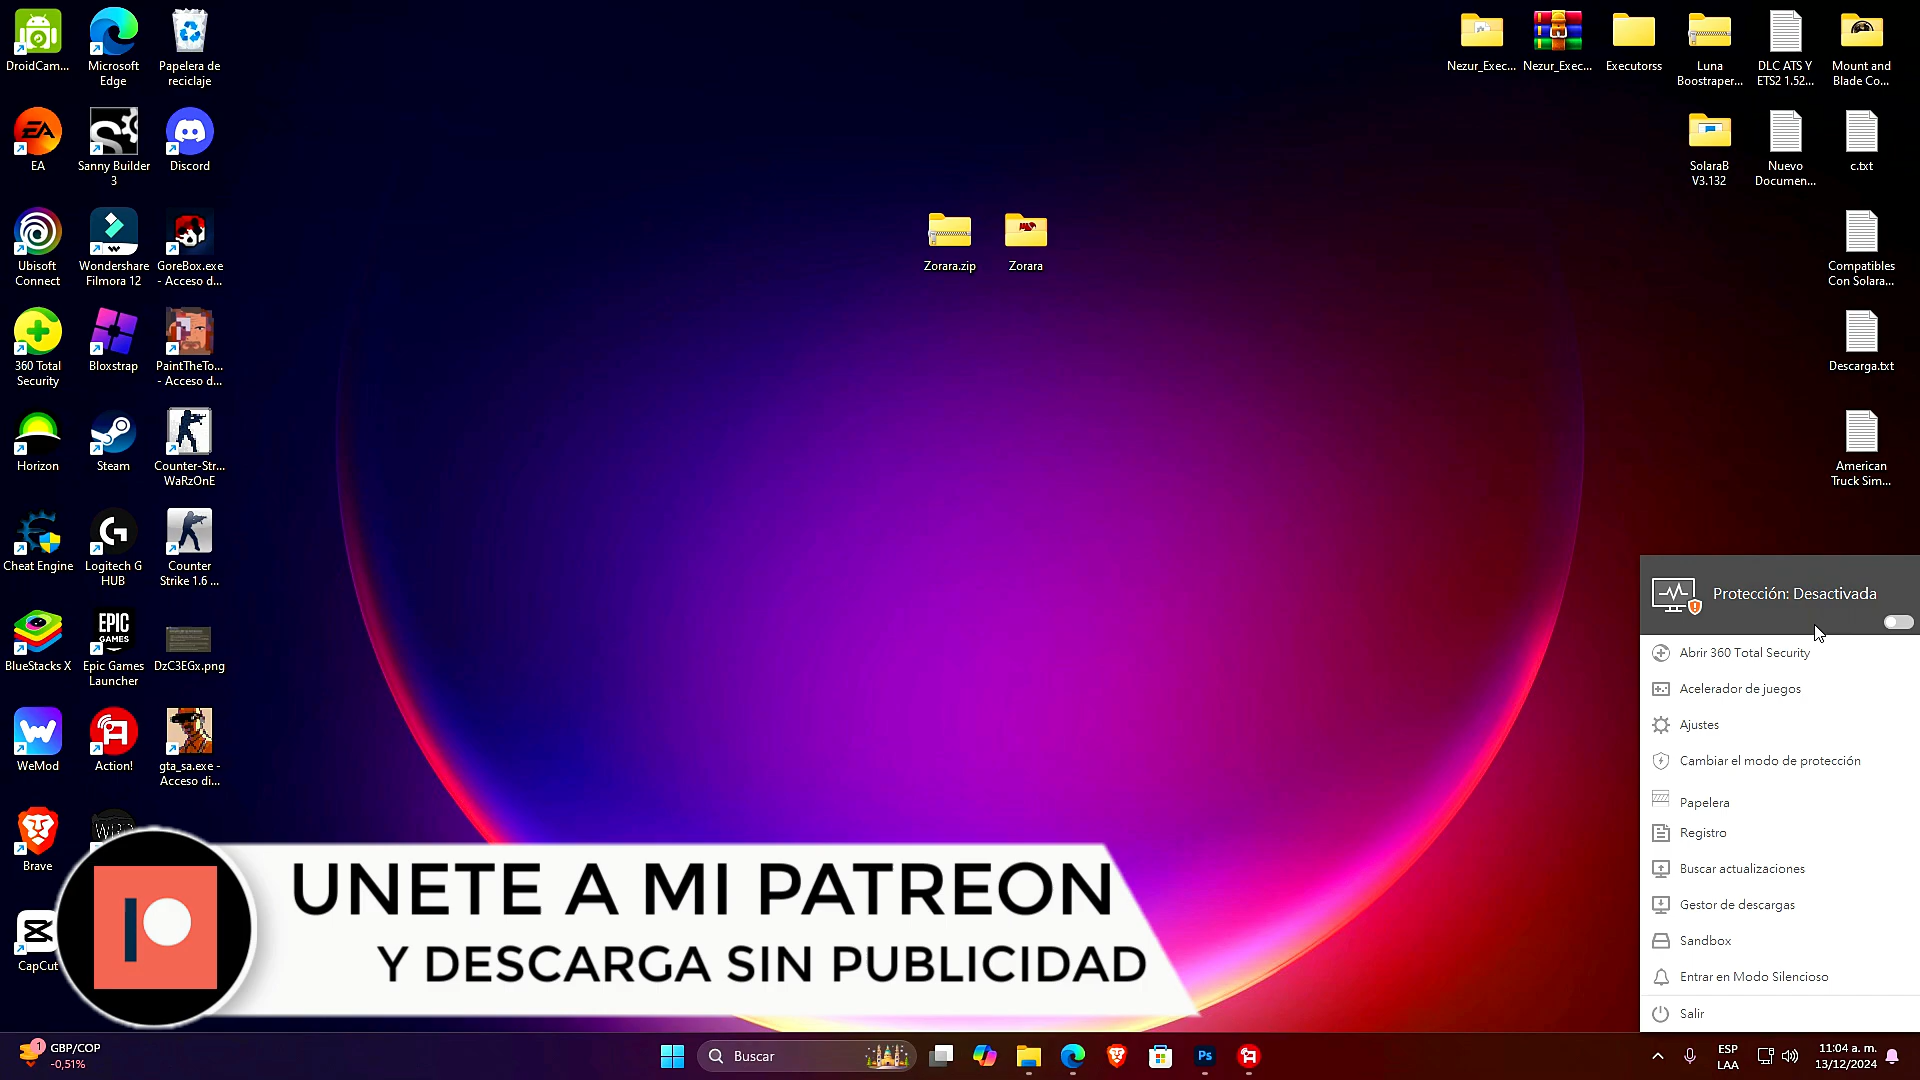 DroidCam...
Microsoft
Edge
Papelera de
reciclaje
Nezur_Exec...
Nezur_Exec...
Executorss
Luna
Boostraper...
DLC ATS Y
ETS2 1.52...
Mount and
Blade Co...
EA
EA
Sanny Builder
3
Discord
SolaraB
V3.132
Nuevo
Documen...
c.txt
Ubisoft
Connect
Wondershare
Filmora 12
GoreBox.exe
- Acceso d...
Zorara.zip
Zorara
Compatibles
Con Solara...
360 Total
Security
Bloxstrap
PaintTheTo...
- Acceso d...
Descarga.txt
Horizon
Steam
Counter-Str...
WaRzOnE
American
Truck Sim...
Cheat Engine
Logitech G
HUB
Counter
Strike 1.6 ...
BlueStacks X
EPIC
GAMES
Epic Games
Launcher
DzC3EGx.png
WeMod
Action!
gta_sa.exe -
Acceso di...
Brave
CapCut
Protección: Desactivada
Abrir 360 Total Security
Acelerador de juegos
Ajustes
Cambiar el modo de protección
Papelera
Registro
Buscar actualizaciones
Gestor de descargas
Sandbox
Entrar en Modo Silencioso
Salir
UNETE A MI PATREON
Y DESCARGA SIN PUBLICIDAD
1
GBP/COP
-0,51%
Buscar
Ps
ESP
LAA
11:04 a. m.
13/12/2024